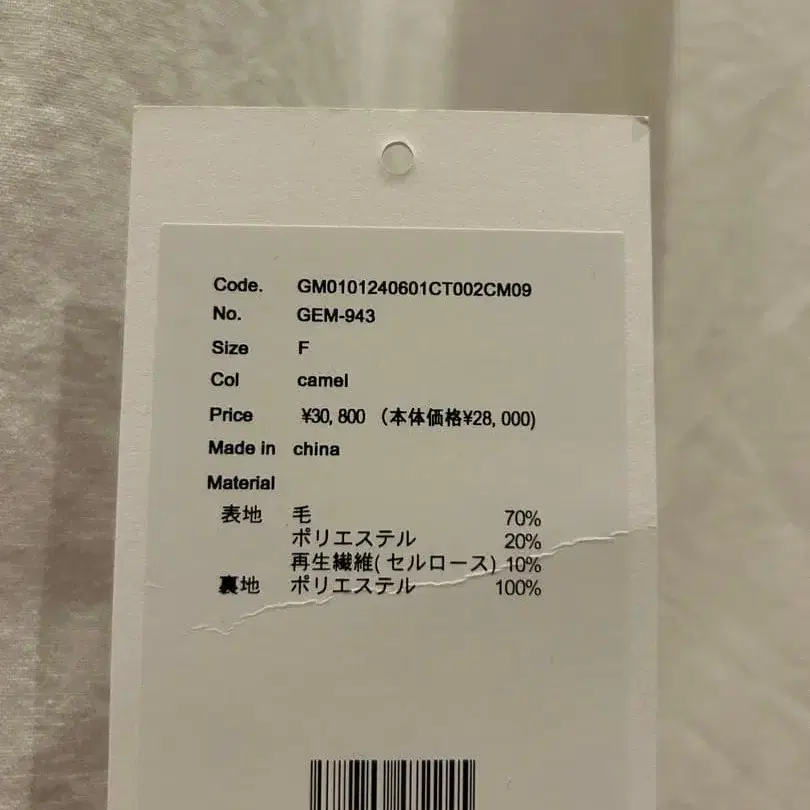 Code. GM0101240601CT002CM09
No. GEM-943
Size F
Col camel
Price ¥30,800 (本体価格¥28,000)
Made in china
Material
表地 毛 70%
ポリエステル 20%
再生繊維(セルロース) 10%
裏地 ポリエステル 100%